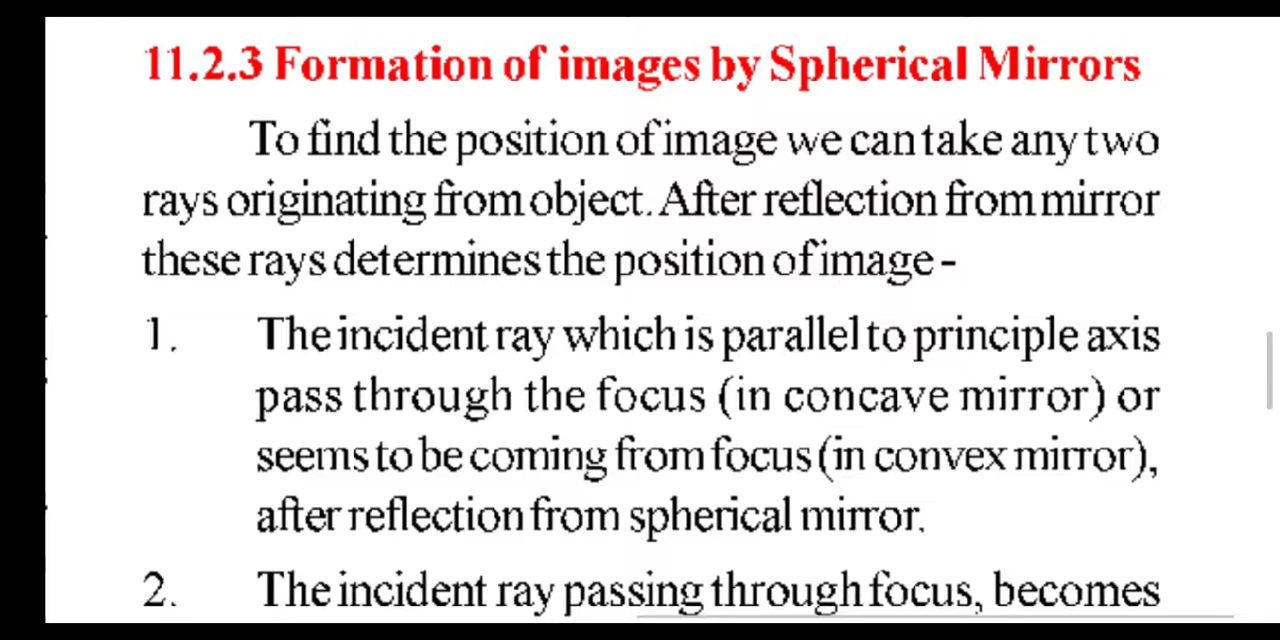 11.2.3 Formation of images by Spherical Mirrors
To find the position of image we can take any two
rays originating from object. After reflection from mirror
these rays determines the position of image -
1. The incident ray which is parallel to principle axis
pass through the focus (in concave mirror) or
seems to be coming from focus (in convex mirror),
after reflection from spherical mirror.
2. The incident ray passing through focus, becomes